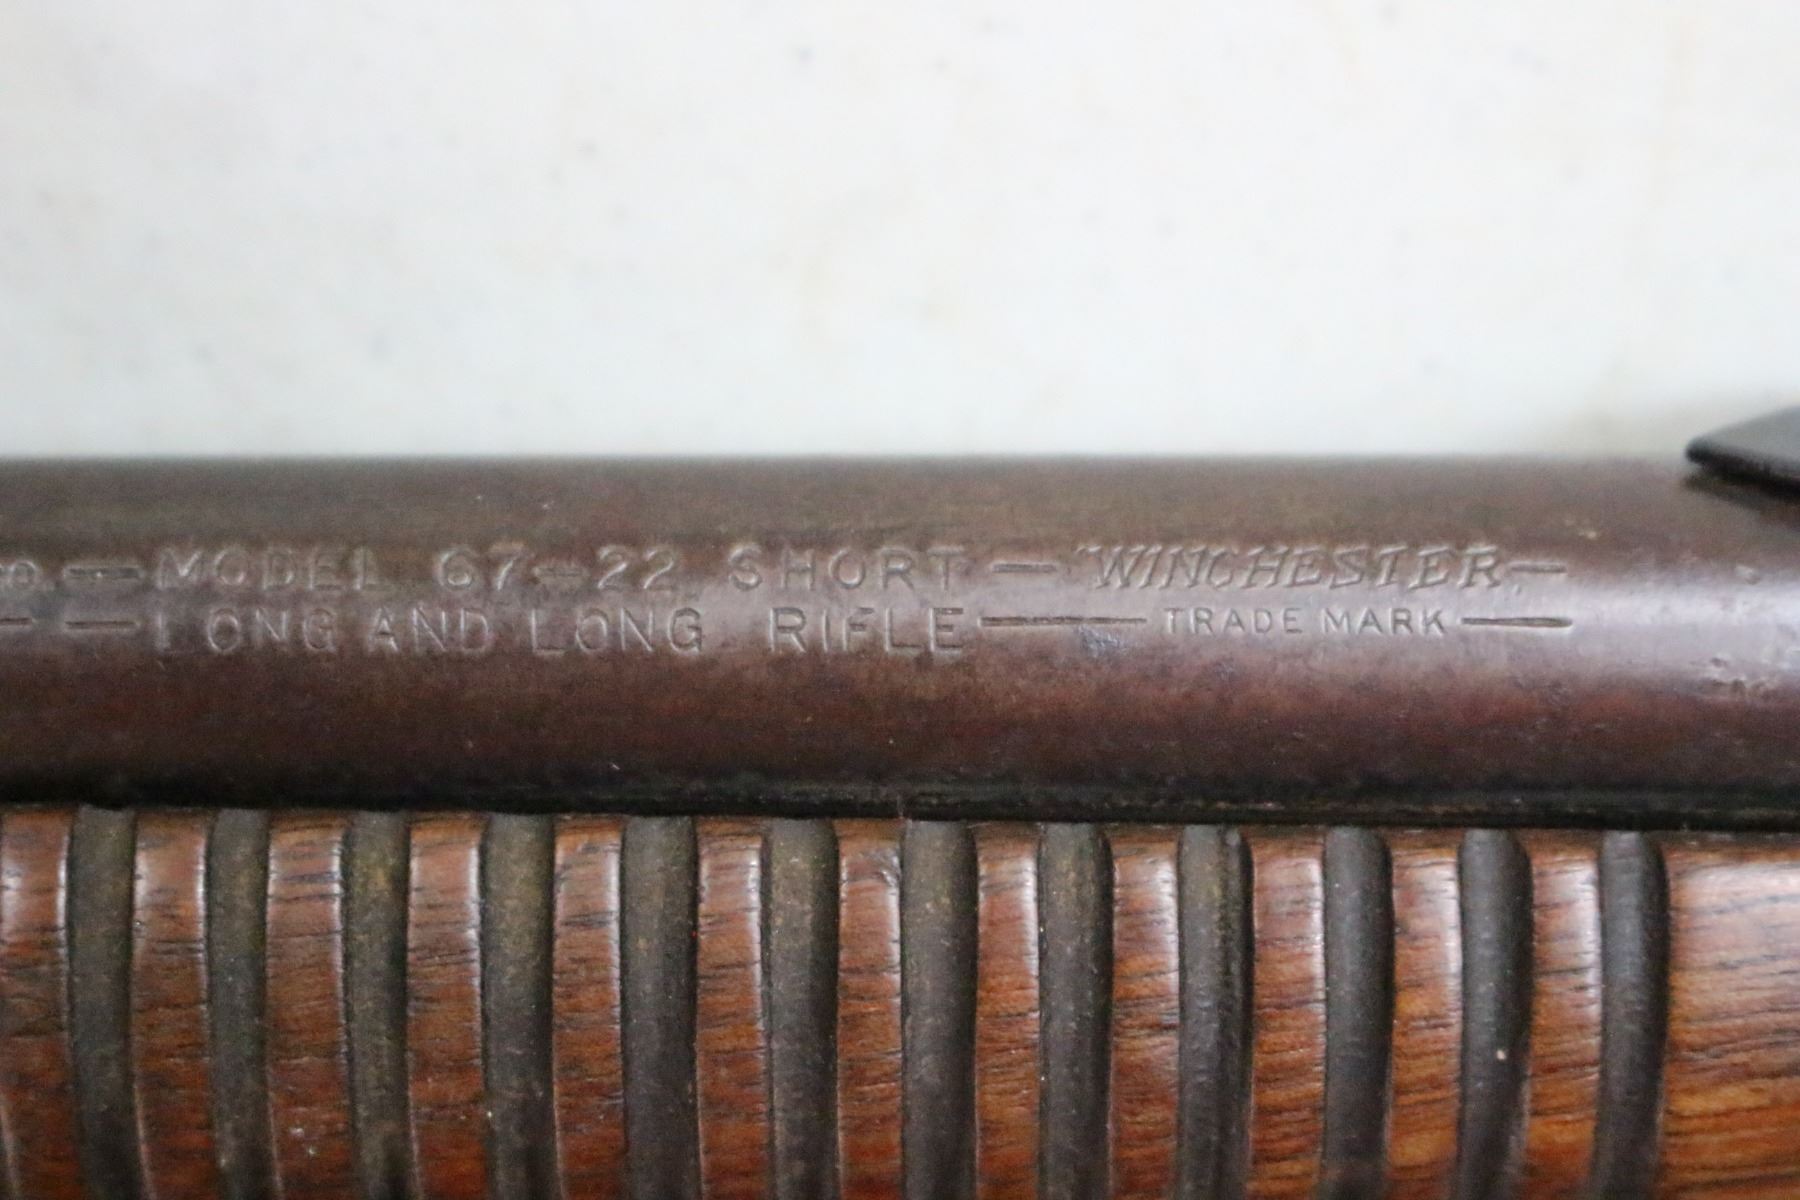 O. — MODEL 67-22 SHORT — WINCHESTER —
— — LONG AND LONG RIFLE — TRADE MARK —